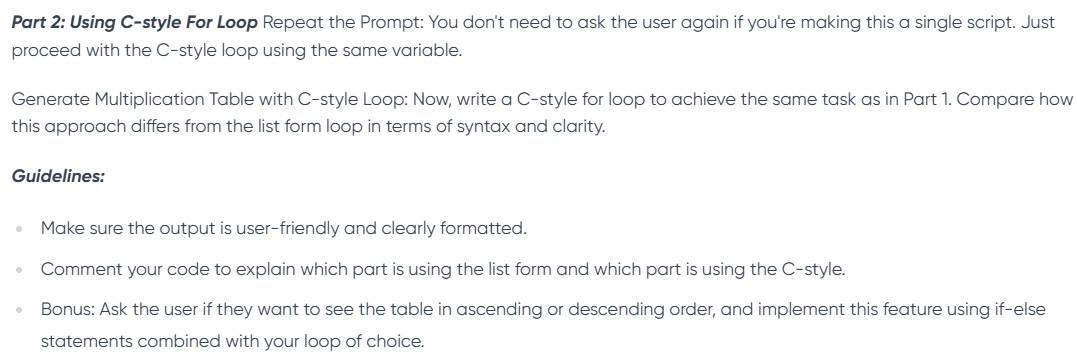 Part 2: Using C-style For Loop Repeat the Prompt: You don't need to ask the user again if you're making this a single script. Just
proceed with the C-style loop using the same variable.
Generate Multiplication Table with C-style Loop: Now, write a C-style for loop to achieve the same task as in Part 1. Compare how
this approach differs from the list form loop in terms of syntax and clarity.
Guidelines:
Make sure the output is user-friendly and clearly formatted.
Comment your code to explain which part is using the list form and which part is using the C-style.
Bonus: Ask the user if they want to see the table in ascending or descending order, and implement this feature using if-else
statements combined with your loop of choice.